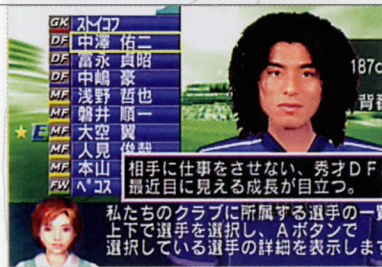 GK ストイコフ
DF 中澤 佑二
DF 富永 貞昭
DF 中嶋 豪
MF 浅野 哲也
MF 磐井 順一
★ E MF 大空 翼
MF 人見 俊哉
MF 本山
FW ペコス
187c
背番
相手に仕事をさせない、秀才DF。
最近目に見える成長が目立つ。
私たちのクラブに所属する選手の一覧
上下で選手を選択し、Aボタンで
選択している選手の詳細を表示します